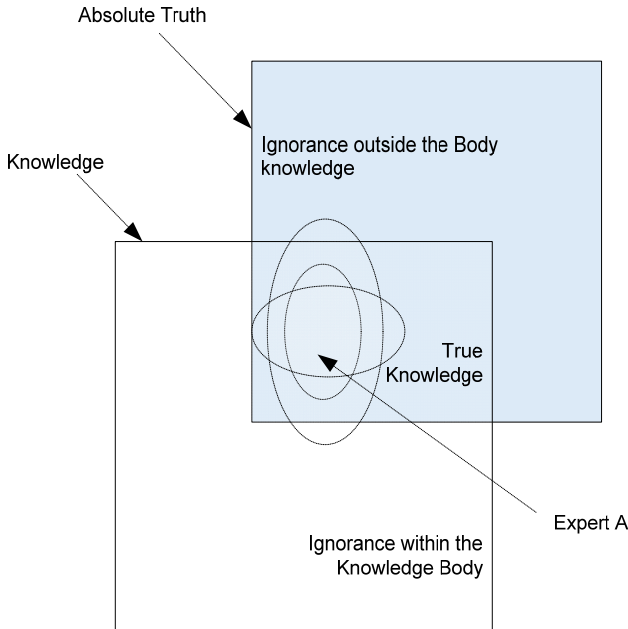 Absolute Truth
Ignorance outside the Body
knowledge
Knowledge
True
Knowledge
Expert A
Ignorance within the
Knowledge Body